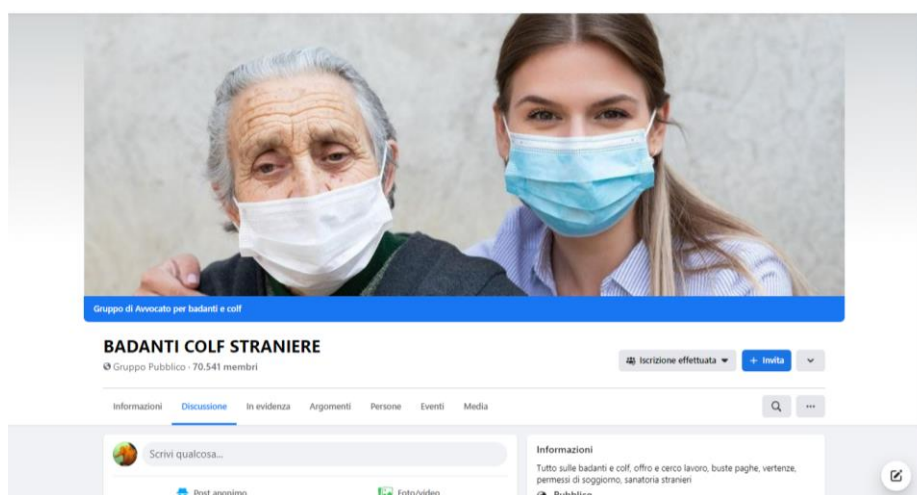 Gruppo di Avvocato per badanti e colf
BADANTI COLF STRANIERE
Gruppo Pubblico · 70.541 membri
Iscrizione effettuata
+ Invita
Informazioni
Discussione
In evidenza
Argomenti
Persone
Eventi
Media
Scrivi qualcosa...
Post anonimo
Foto/video
Informazioni
Tutto sulle badanti e colf, offro e cerco lavoro, buste paghe, vertenze,
permessi di soggiorno, sanatoria stranieri
Pubblico